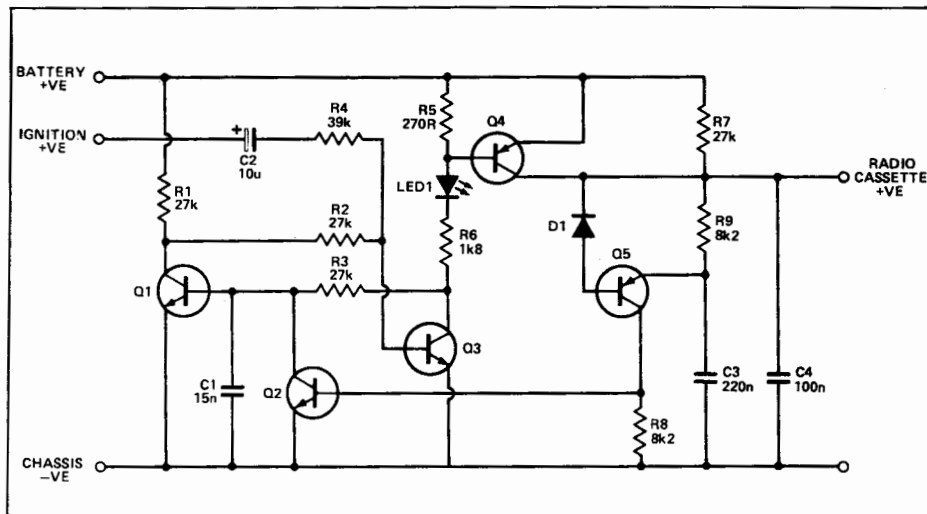 BATTERY
+VE
IGNITION
+VE
+
C2
10u
R4
39k
R5
270R
Q4
R7
27k
RADIO
CASSETTE
+VE
R1
27k
LED1
R2
27k
R6
1k8
D1
R9
8k2
Q5
R3
27k
Q1
Q3
C1
15n
Q2
C3
220n
C4
100n
R8
8k2
CHASSIS
–VE